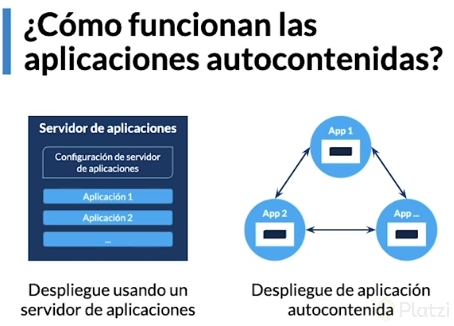 ¿Cómo funcionan las
aplicaciones autocontenidas?
Servidor de aplicaciones
Configuración de servidor
de aplicaciones
Aplicación 1
Aplicación 2
...
Despliegue usando un
servidor de aplicaciones
App 1
App 2
App ...
Despliegue de aplicación
autocontenida
Platzi